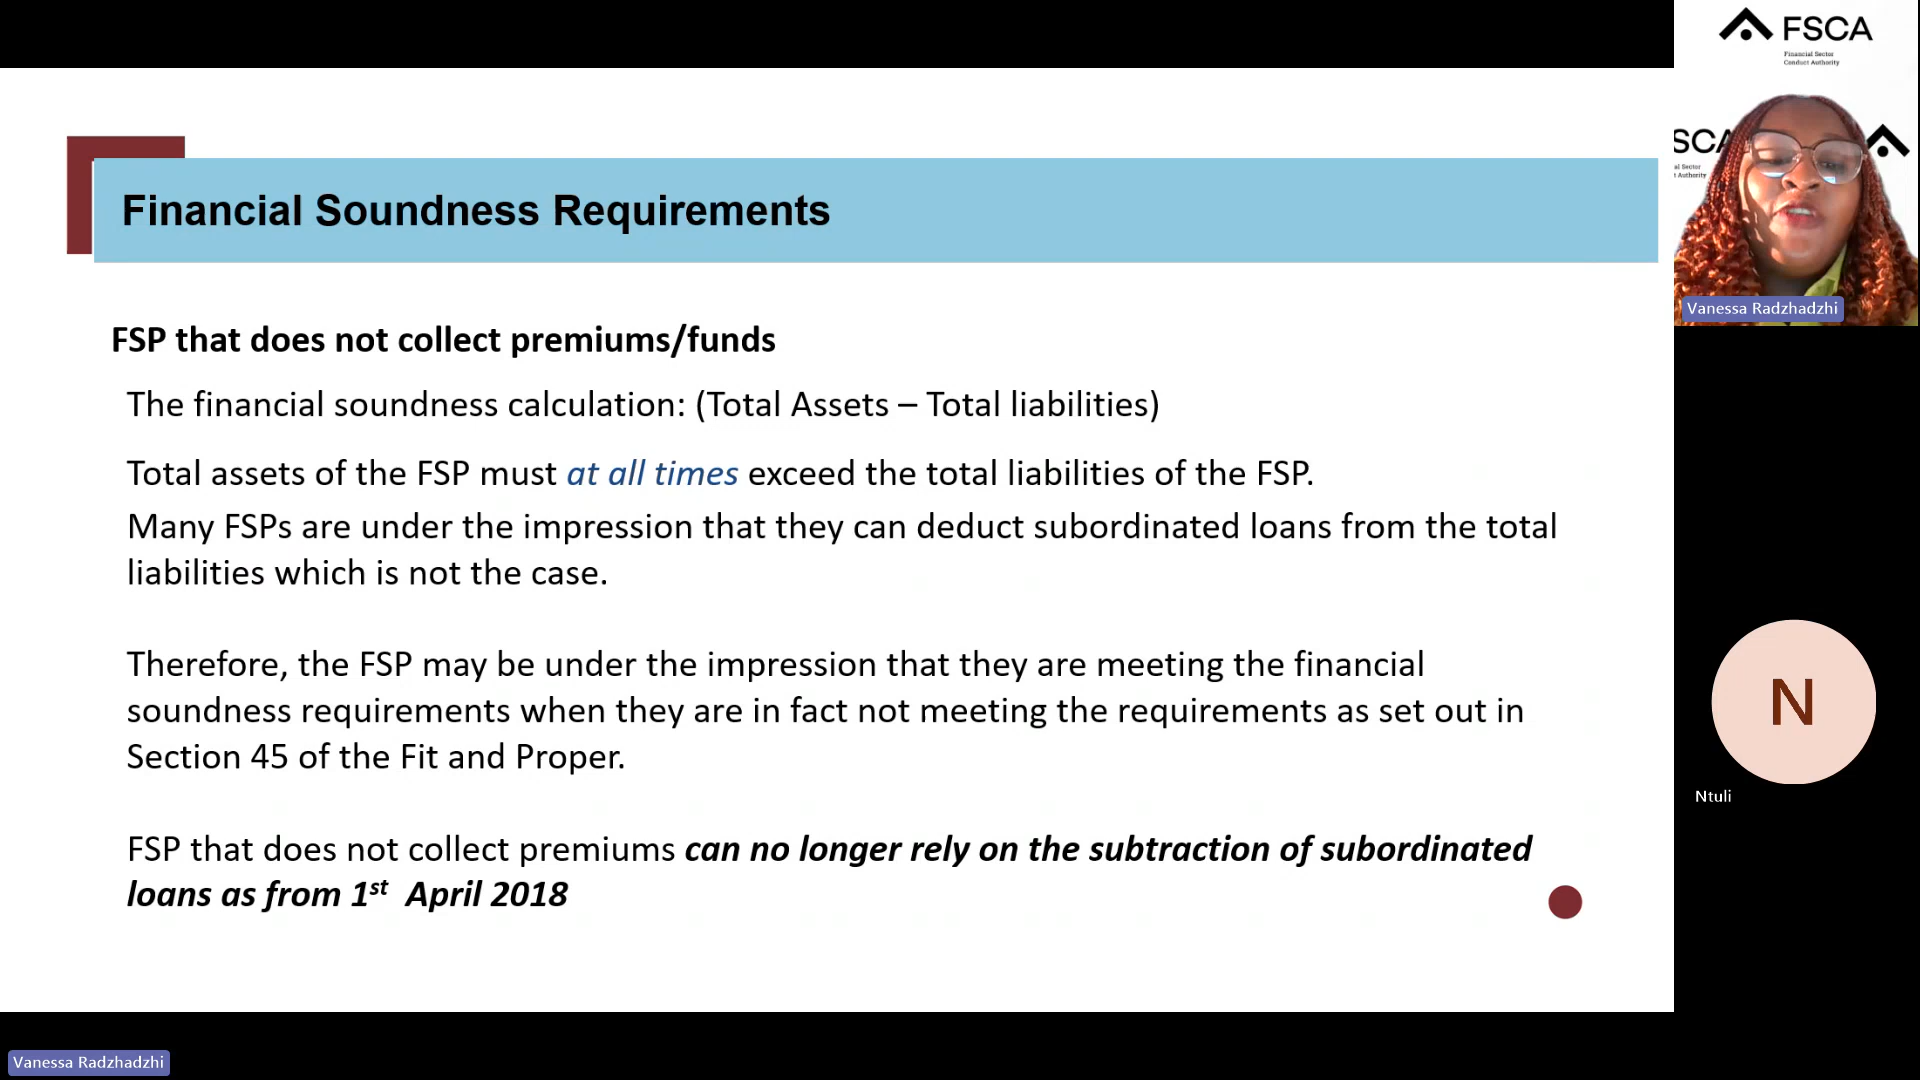 FSCA
Financial Sector
Conduct Authority
SCA
ial Sector
t Authority
Vanessa Radzhadzhi
Financial Soundness Requirements
FSP that does not collect premiums/funds
The financial soundness calculation: (Total Assets – Total liabilities)
Total assets of the FSP must at all times exceed the total liabilities of the FSP.
Many FSPs are under the impression that they can deduct subordinated loans from the total
liabilities which is not the case.
Therefore, the FSP may be under the impression that they are meeting the financial
soundness requirements when they are in fact not meeting the requirements as set out in
Section 45 of the Fit and Proper.
FSP that does not collect premiums can no longer rely on the subtraction of subordinated
loans as from 1st April 2018
N
Ntuli
Vanessa Radzhadzhi